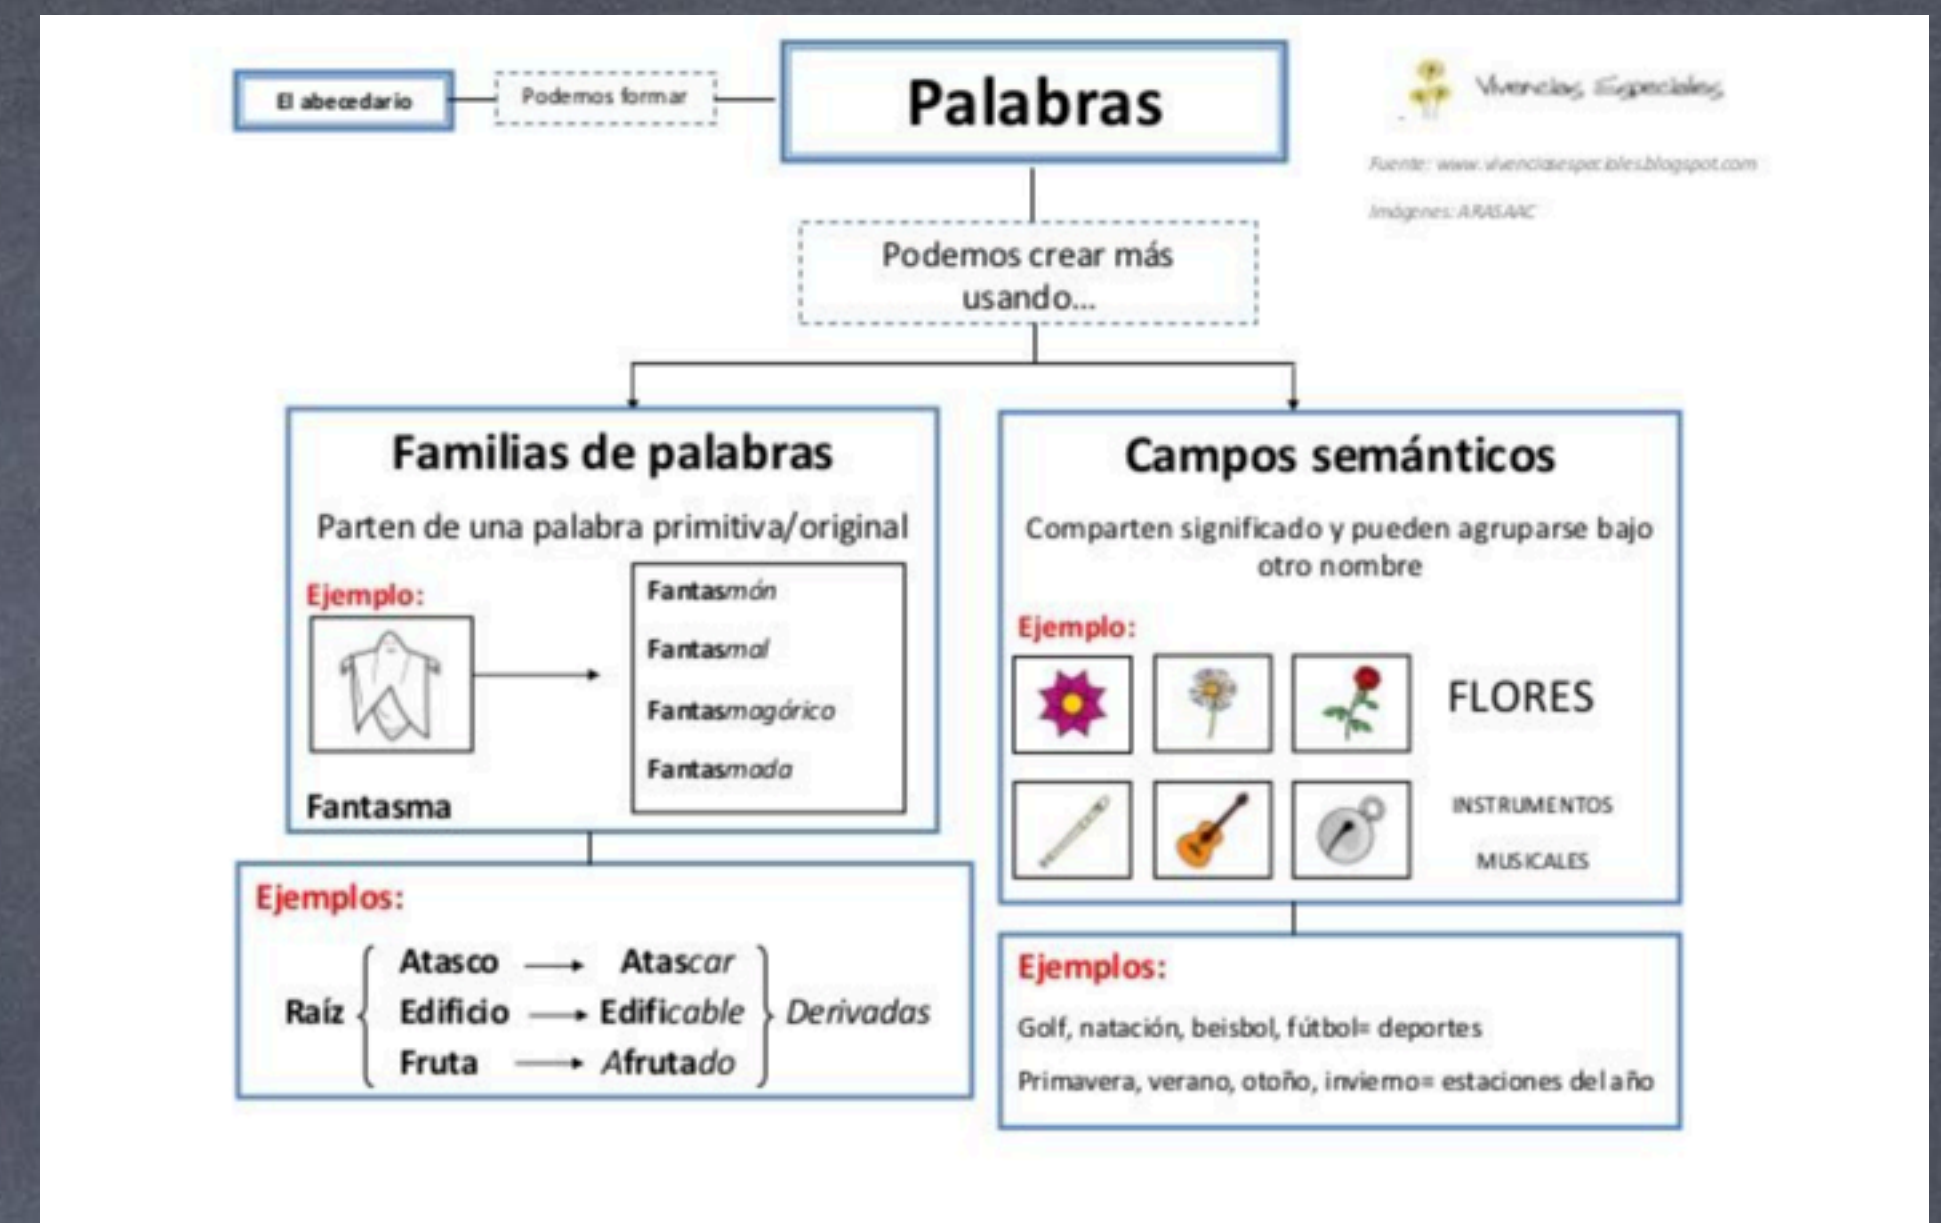 El abecedario
Podemos formar
Palabras
Vivencias Especiales
Fuente: www.vivenciasespeciales.blogspot.com
Imágenes: ARASAAC
Podemos crear más
usando...
Familias de palabras
Parten de una palabra primitiva/original
Ejemplo:
Fantasmón
Fantasmal
Fantasmagórico
Fantasmada
Fantasma
Ejemplos:
Raíz
Atasco
Atascar
Edificio
Edificable
Fruta
Afrutado
Derivadas
Campos semánticos
Comparten significado y pueden agruparse bajo
otro nombre
Ejemplo:
FLORES
INSTRUMENTOS
MUSICALES
Ejemplos:
Golf, natación, beisbol, fútbol= deportes
Primavera, verano, otoño, invierno= estaciones del año